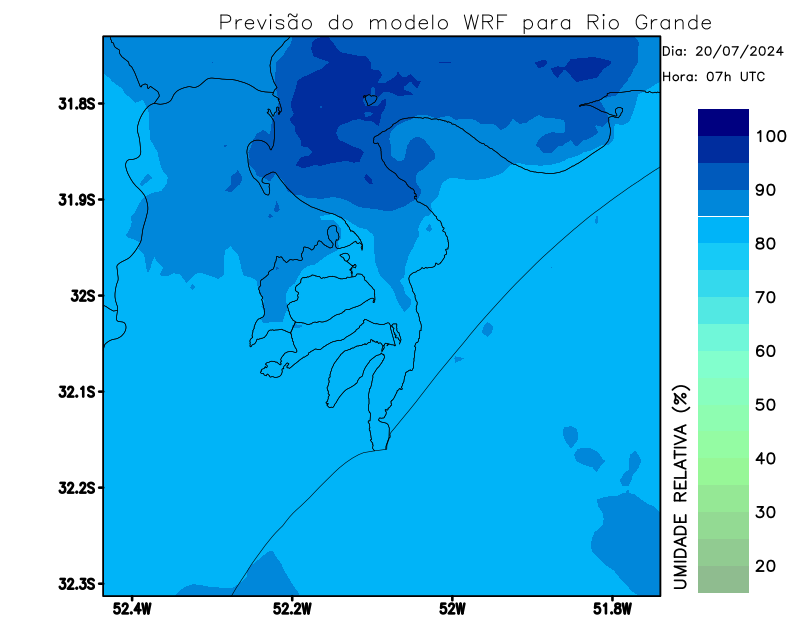 Previsão do modelo WRF para Rio Grande
Dia: 20/07/2024
Hora: 07h UTC
31.8S
31.9S
32S
32.1S
32.2S
32.3S
52.4W
52.2W
52W
51.8W
100
90
80
70
60
50
40
30
20
UMIDADE RELATIVA (%)